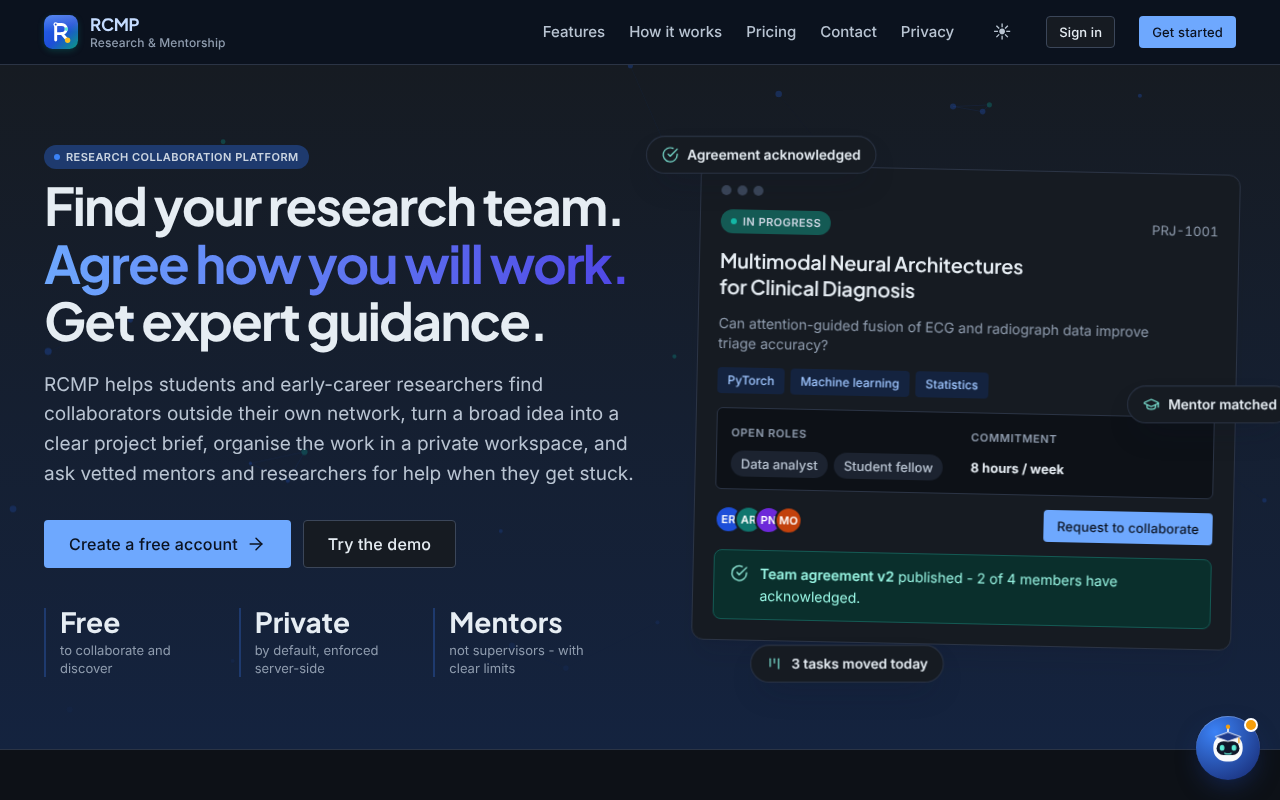 RCMP
Research & Mentorship
Features
How it works
Pricing
Contact
Privacy
Sign in
Get started
RESEARCH COLLABORATION PLATFORM
Find your research team.
Agree how you will work.
Get expert guidance.
RCMP helps students and early-career researchers find
collaborators outside their own network, turn a broad idea into a
clear project brief, organise the work in a private workspace, and
ask vetted mentors and researchers for help when they get stuck.
Create a free account
Try the demo
Free
to collaborate and
discover
Private
by default, enforced
server-side
Mentors
not supervisors - with
clear limits
Agreement acknowledged
IN PROGRESS
PRJ-1001
Multimodal Neural Architectures
for Clinical Diagnosis
Can attention-guided fusion of ECG and radiograph data improve
triage accuracy?
PyTorch
Machine learning
Statistics
Mentor matched
OPEN ROLES
Data analyst
Student fellow
COMMITMENT
8 hours / week
ER
AR
PN
MO
Request to collaborate
Team agreement v2 published - 2 of 4 members have
acknowledged.
3 tasks moved today